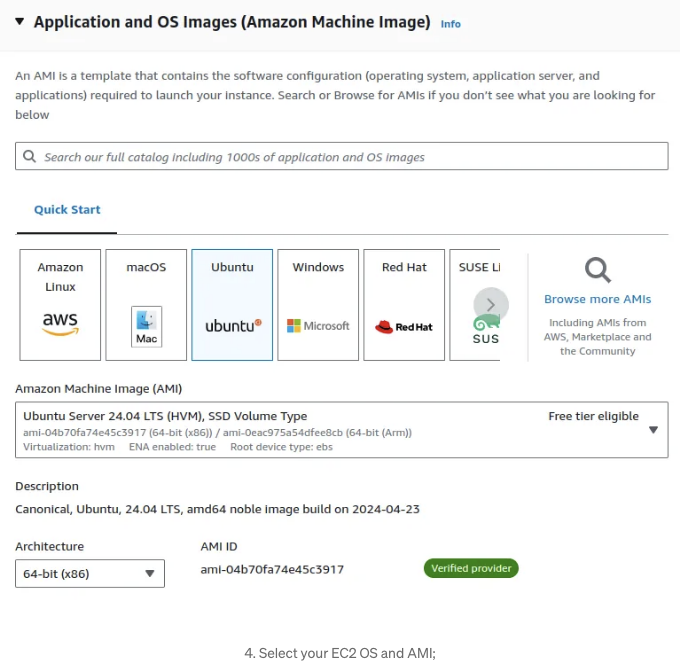 Application and OS Images (Amazon Machine Image) Info
An AMI is a template that contains the software configuration (operating system, application server, and
applications) required to launch your instance. Search or Browse for AMIs if you don't see what you are looking for
below
Search our full catalog including 1000s of application and OS images
Quick Start
Amazon
Linux
aws
macOS
Mac
Ubuntu
ubuntu
Windows
Microsoft
Red Hat
Red Hat
SUSE Li
SUS
Browse more AMIs
Including AMIs from
AWS, Marketplace and
the Community
Amazon Machine Image (AMI)
Ubuntu Server 24.04 LTS (HVM), SSD Volume Type Free tier eligible
ami-04b70fa74e45c3917 (64-bit (x86)) / ami-0eac975a54dfee8cb (64-bit (Arm))
Virtualization: hvm ENA enabled: true Root device type: ebs
Description
Canonical, Ubuntu, 24.04 LTS, amd64 noble image build on 2024-04-23
Architecture
64-bit (x86)
AMI ID
ami-04b70fa74e45c3917
Verified provider
4. Select your EC2 OS and AMI;